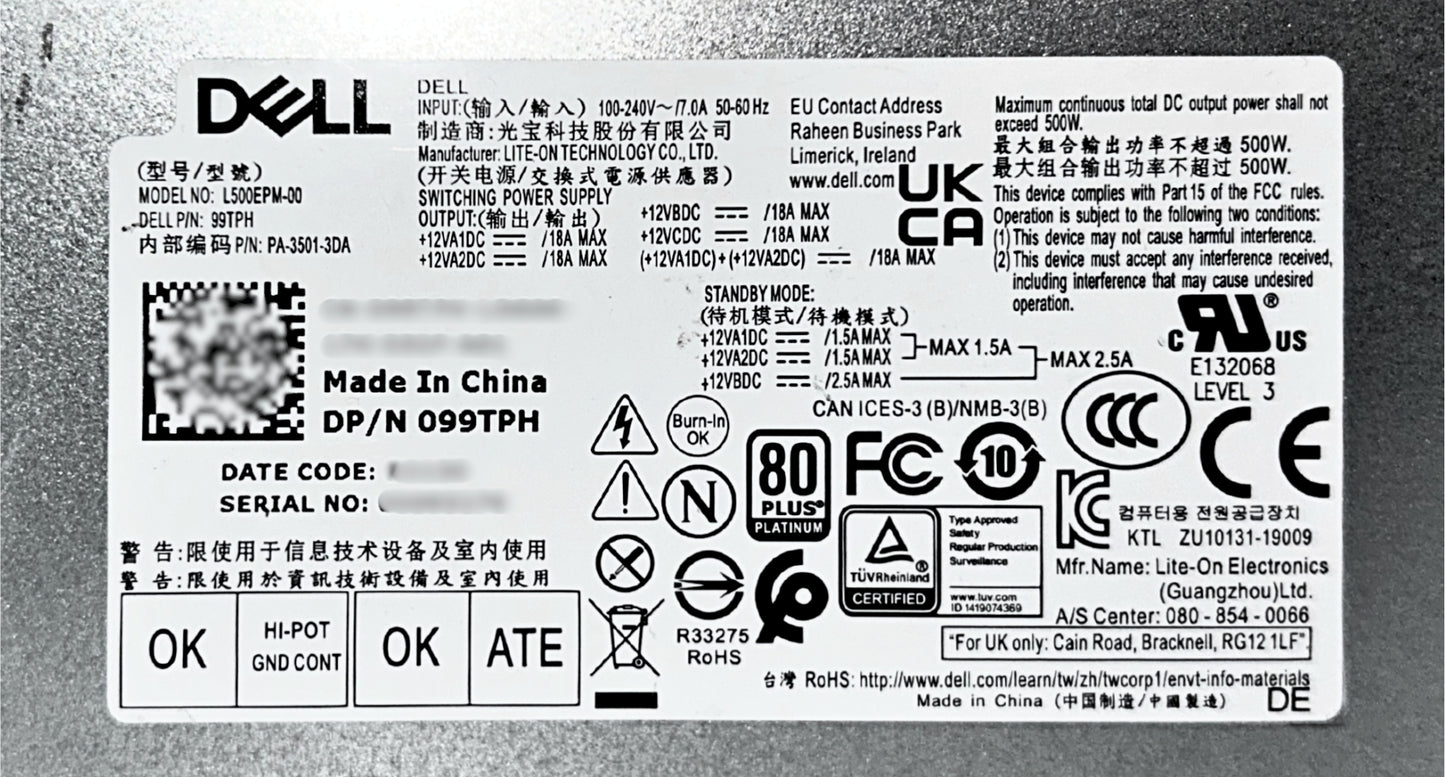 DELL
DELL
INPUT:(输入/輸入) 100-240V～/7.0A 50-60Hz
制造商:光宝科技股份有限公司
Manufacturer: LITE-ON TECHNOLOGY CO., LTD.
(开关电源/交换式電源供應器)
SWITCHING POWER SUPPLY
OUTPUT:(输出/輸出)
+12VA1DC ⎓ /18A MAX
+12VA2DC ⎓ /18A MAX
+12VBDC ⎓ /18A MAX
+12VCDC ⎓ /18A MAX
(+12VA1DC)+(+12VA2DC) ⎓ /18A MAX
(型号/型號)
MODEL NO: L500EPM-00
DELL P/N: 99TPH
内部编码P/N: PA-3501-3DA
EU Contact Address
Raheen Business Park
Limerick, Ireland
www.dell.com
UK
CA
Maximum continuous total DC output power shall not
exceed 500W.
最大組合輸出功率不超過 500W.
最大组合输出功率不超过 500W.
This device complies with Part 15 of the FCC rules.
Operation is subject to the following two conditions:
(1) This device may not cause harmful interference.
(2) This device must accept any interference received,
including interference that may cause undesired
operation.
STANDBY MODE:
(待机模式/待機模式)
+12VA1DC ⎓ /1.5A MAX
+12VA2DC ⎓ /1.5A MAX
MAX 1.5A
+12VBDC ⎓ /2.5A MAX
MAX 2.5A
Made In China
DP/N 099TPH
DATE CODE:
SERIAL NO:
c RU ® US
E132068
LEVEL 3
CAN ICES-3 (B)/NMB-3(B)
Burn-In
OK
N
80
PLUS®
PLATINUM
FC
10
CCC
CE
警 告:限使用于信息技术设备及室内使用
警 告:限使用於資訊技術設備及室內使用
OK
HI-POT
GND CONT
OK
ATE
R33275
RoHS
TÜVRheinland®
CERTIFIED
Type Approved
Safety
Regular Production
Surveillance
www.tuv.com
ID 1419074369
KC
컴퓨터용 전원공급장치
KTL ZU10131-19009
Mfr.Name: Lite-On Electronics
(Guangzhou)Ltd.
A/S Center: 080 - 854 - 0066
"For UK only: Cain Road, Bracknell, RG12 1LF".
台灣 RoHS: http://www.dell.com/learn/tw/zh/twcorp1/envt-info-materials
Made in China (中国制造/中國製造)
DE